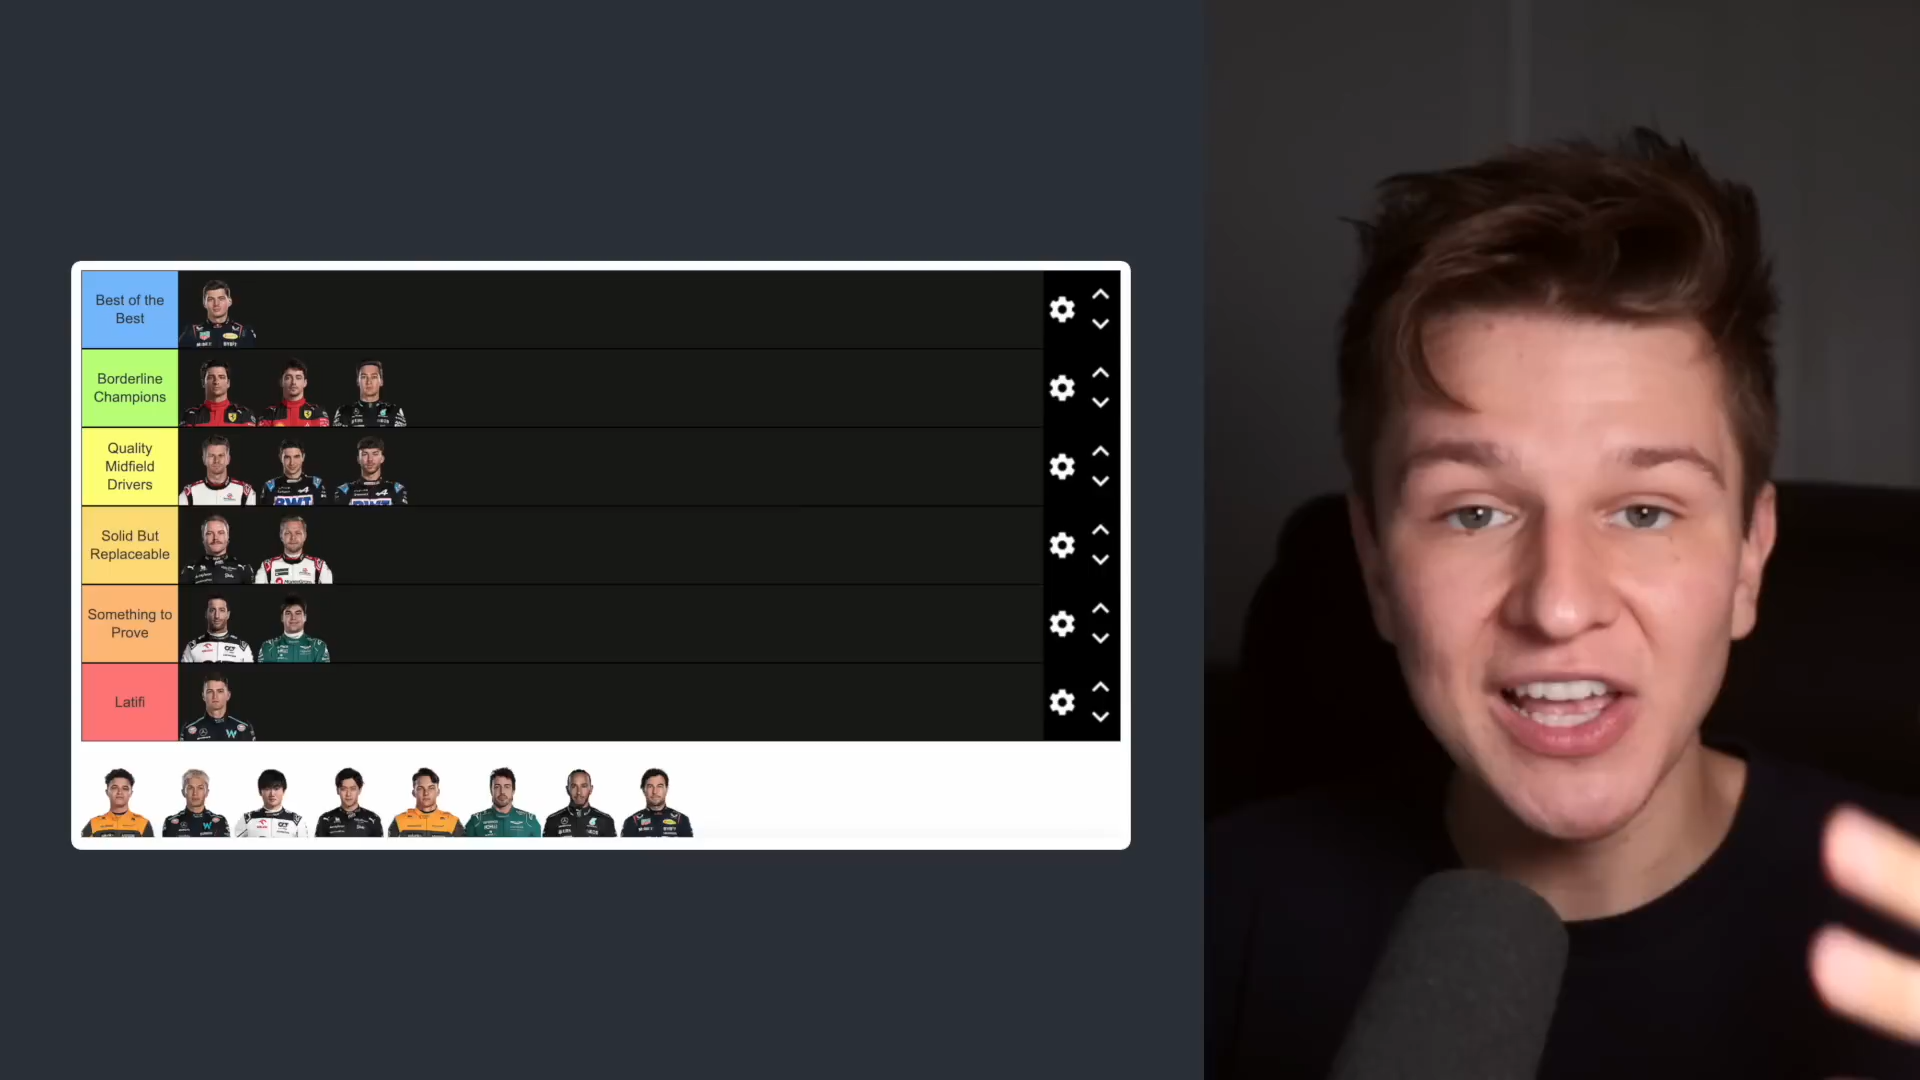 Best of the
Best
Borderline
Champions
Quality
Midfield
Drivers
Solid But
Replaceable
Something to
Prove
Latifi